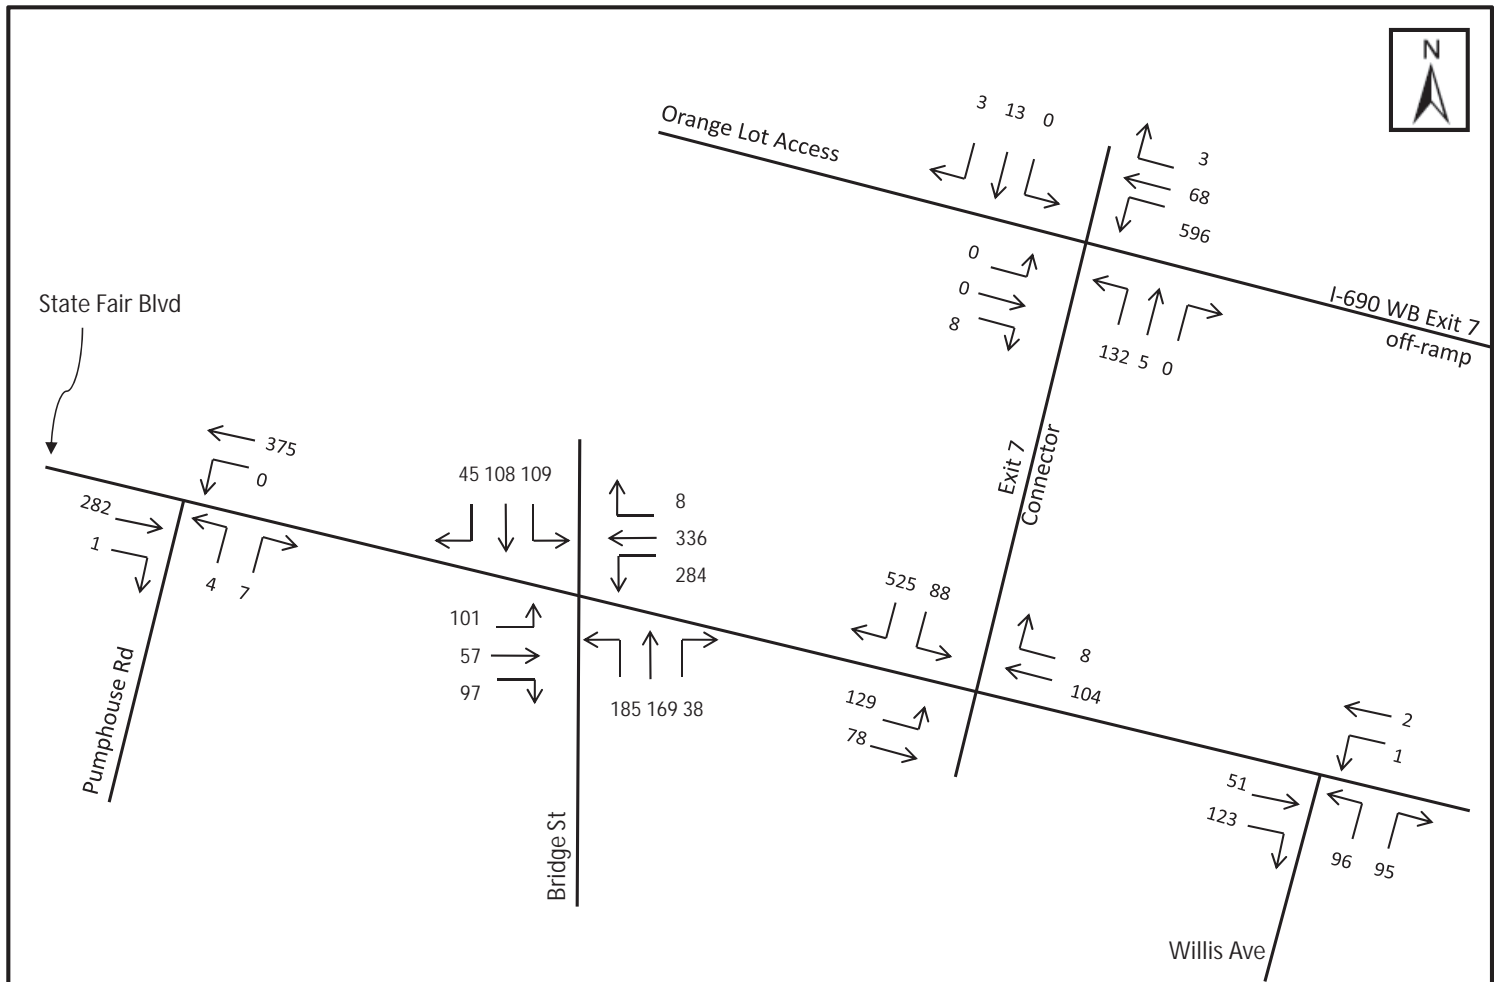 N
3 13 0
Orange Lot Access
3
68
596
0
0
8
132 5 0
I-690 WB Exit 7
off-ramp
State Fair Blvd
Exit 7
Connector
375
0
282
1
4 7
45 108 109
8
336
284
101
57
97
185 169 38
525 88
8
104
129
78
Pumphouse Rd
Bridge St
2
1
51
123
96 95
Willis Ave